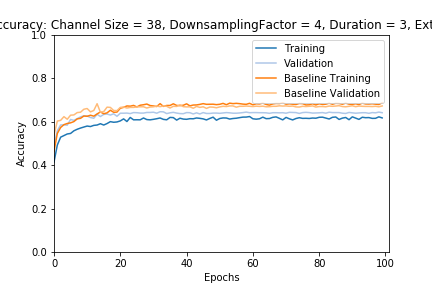 ccuracy: Channel Size = 38, DownsamplingFactor = 4, Duration = 3, Ext
1.0
0.8
0.6
0.4
0.2
0.0
Accuracy
Training
Validation
Baseline Training
Baseline Validation
0 20 40 60 80 100
Epochs